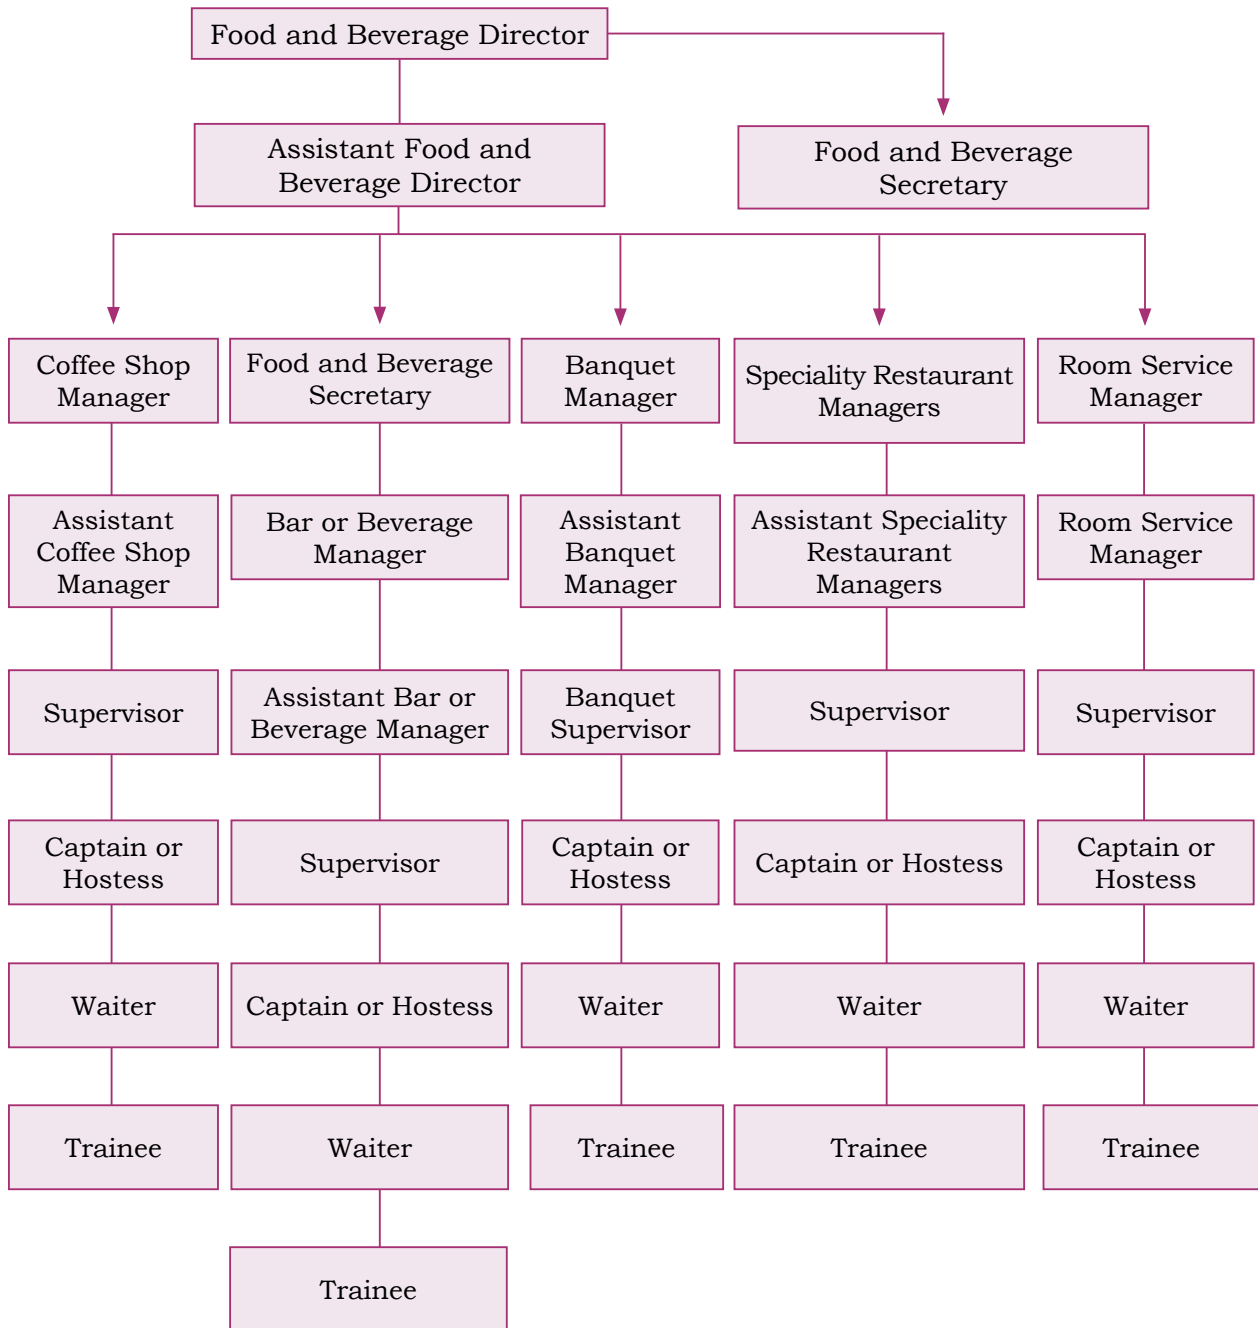 Food and Beverage Director
Assistant Food and
Beverage Director
Food and Beverage
Secretary
Coffee Shop
Manager
Food and Beverage
Secretary
Banquet
Manager
Speciality Restaurant
Managers
Room Service
Manager
Assistant
Coffee Shop
Manager
Bar or Beverage
Manager
Assistant
Banquet
Manager
Assistant Speciality
Restaurant
Managers
Room Service
Manager
Supervisor
Assistant Bar or
Beverage Manager
Banquet
Supervisor
Supervisor
Supervisor
Captain or
Hostess
Supervisor
Captain or
Hostess
Captain or Hostess
Captain or
Hostess
Waiter
Captain or Hostess
Waiter
Waiter
Waiter
Trainee
Waiter
Trainee
Trainee
Trainee
Trainee